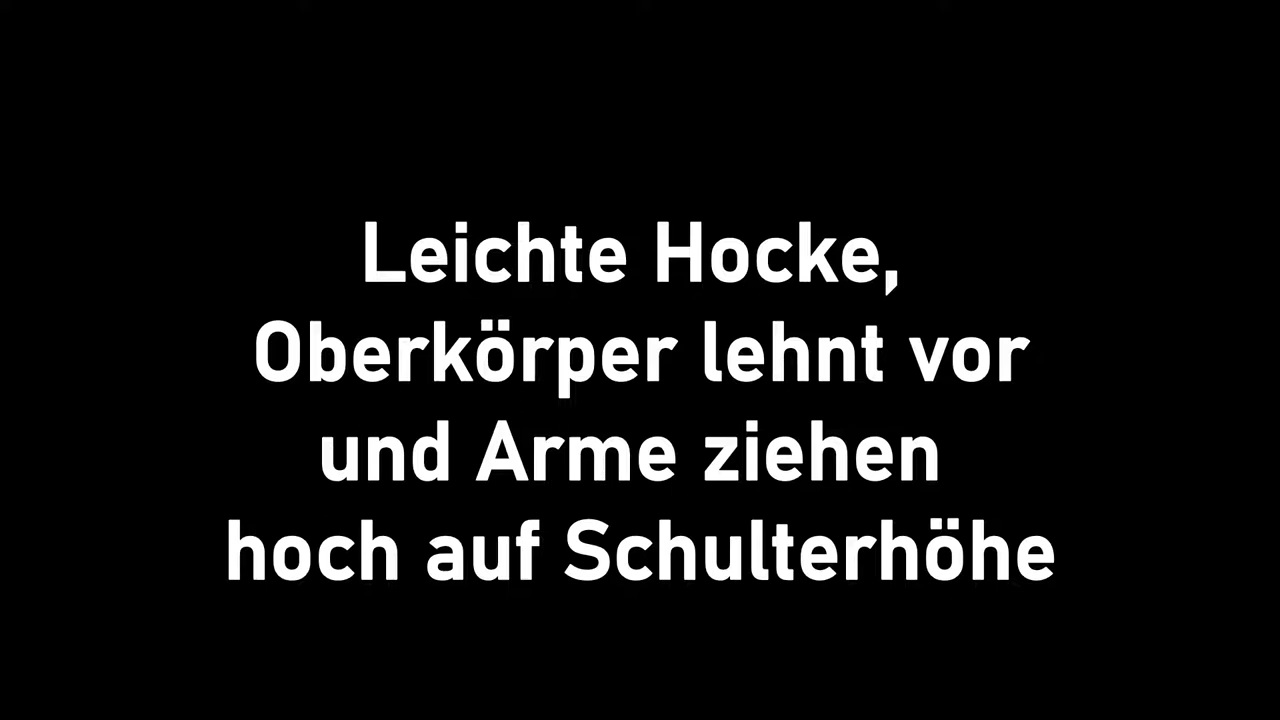 Leichte Hocke,
Oberkörper lehnt vor
und Arme ziehen
hoch auf Schulterhöhe